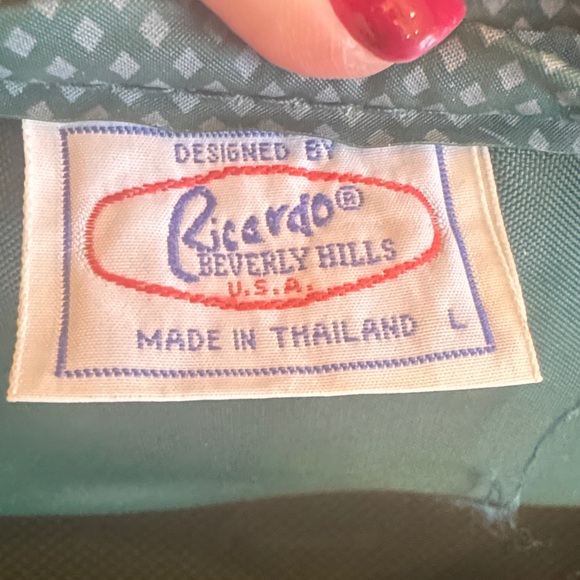 DESIGNED BY
Ricardo®
BEVERLY HILLS
U.S.A.
MADE IN THAILAND L